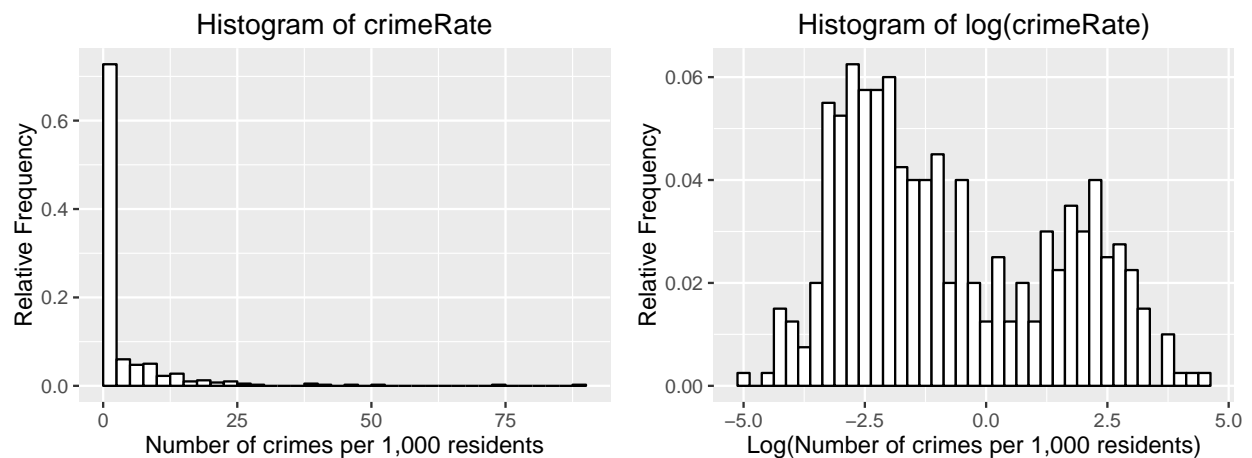 Histogram of crimeRate
Relative Frequency
0.6
0.4
0.2
0.0
0
25
50
75
Number of crimes per 1,000 residents
Histogram of log(crimeRate)
Relative Frequency
0.06
0.04
0.02
0.00
−5.0
−2.5
0.0
2.5
5.0
Log(Number of crimes per 1,000 residents)